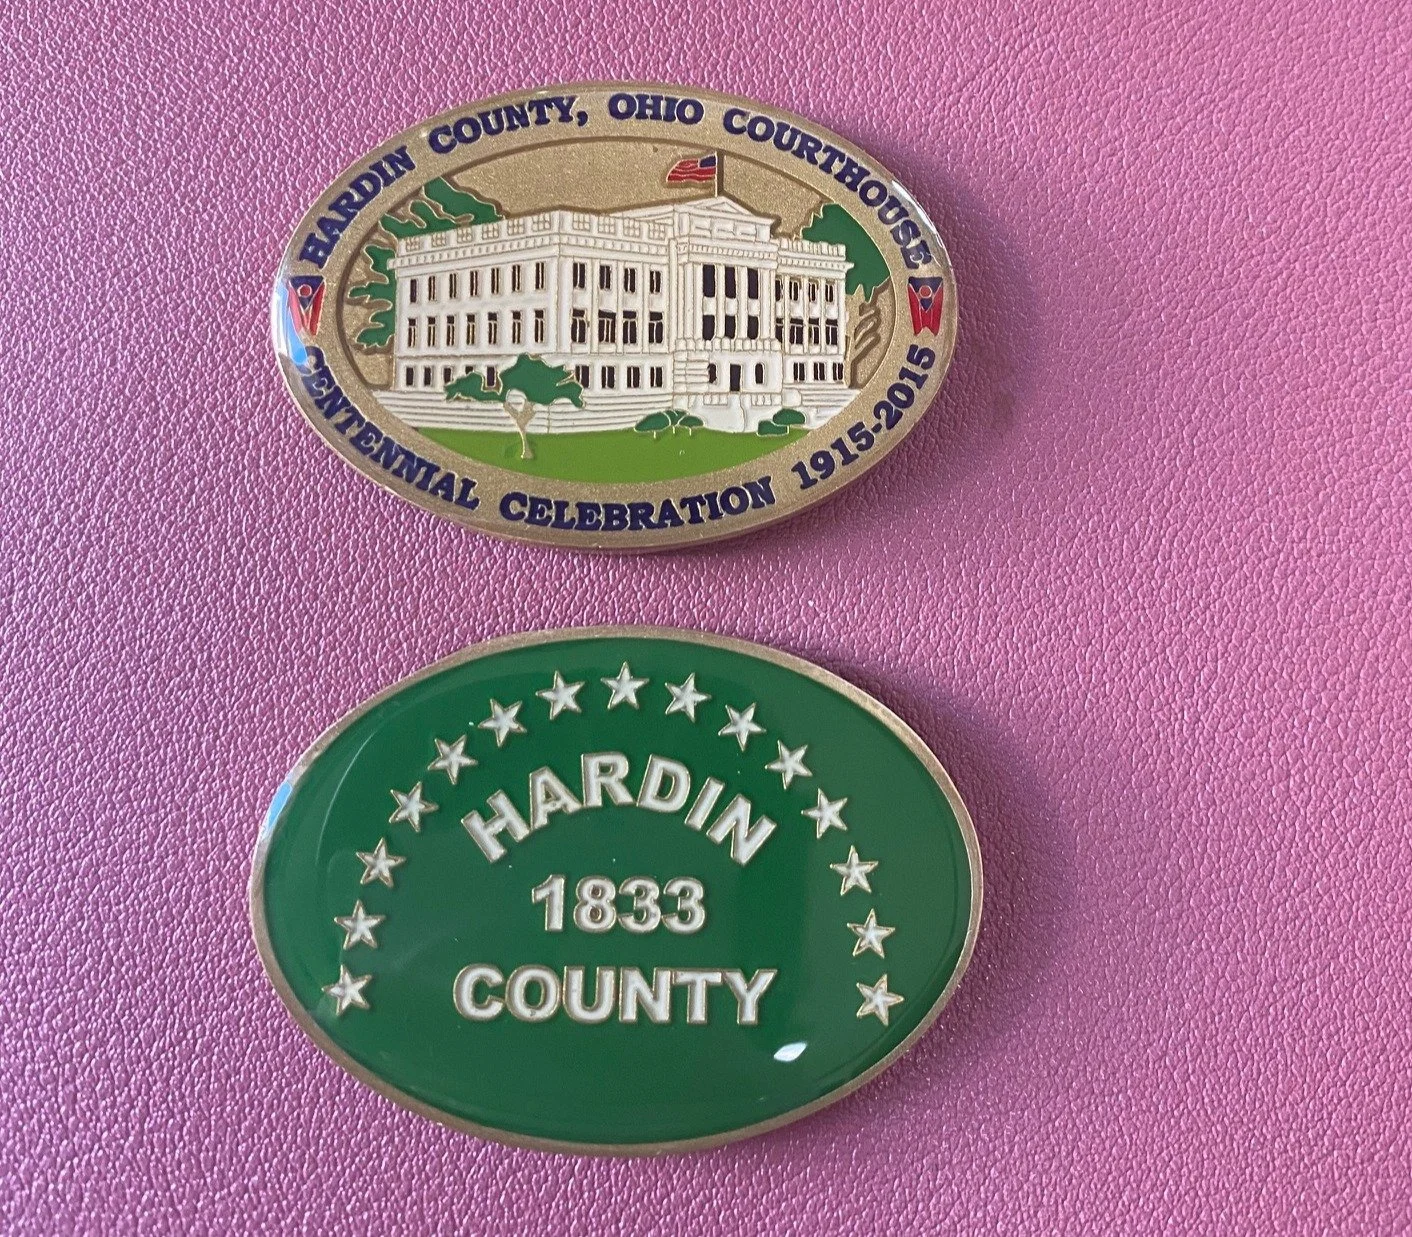 HARDIN COUNTY, OHIO COURTHOUSE
CENTENNIAL CELEBRATION 1915-2015
HARDIN
1833
COUNTY